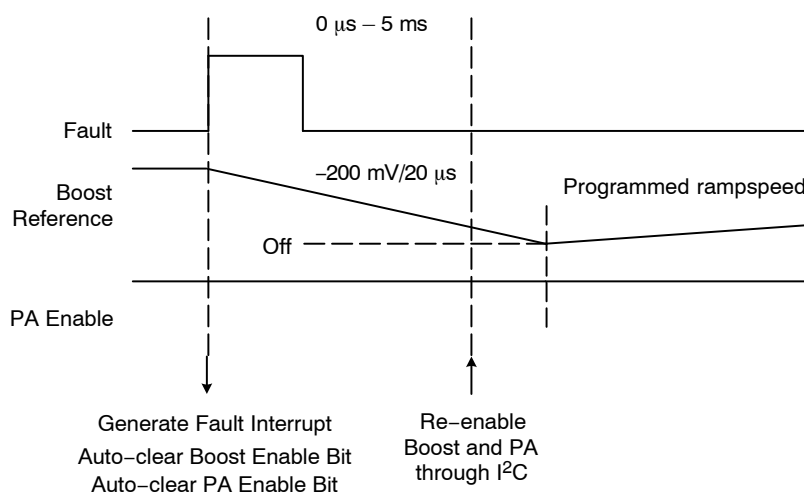 0 μs – 5 ms
Fault
–200 mV/20 μs
Programmed rampspeed
Boost
Reference
Off
PA Enable
Generate Fault Interrupt
Auto–clear Boost Enable Bit
Auto–clear PA Enable Bit
Re–enable
Boost and PA
through I²C